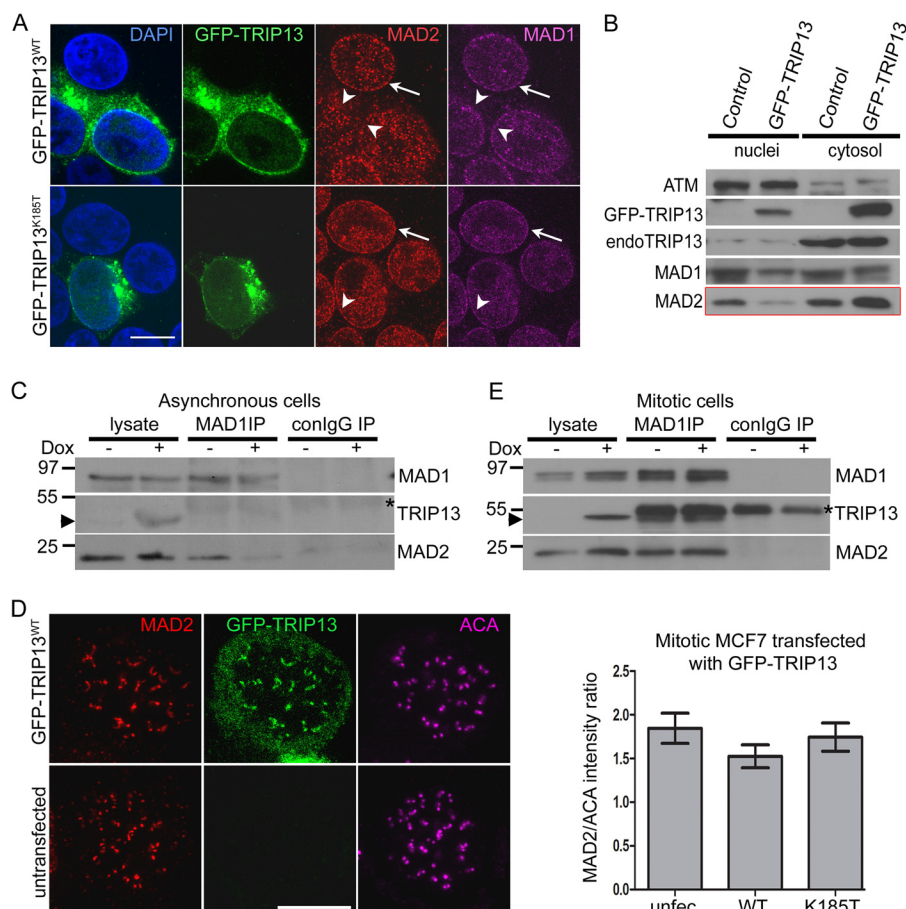 A
DAPI GFP-TRIP13 MAD2 MAD1
GFP-TRIP13WT
GFP-TRIP13K185T
B
Control GFP-TRIP13 Control GFP-TRIP13
nuclei cytosol
ATM
GFP-TRIP13
endoTRIP13
MAD1
MAD2
C
Asynchronous cells
lysate MAD1IP conIgG IP
Dox - + - + - +
97 MAD1
55 * TRIP13
25 MAD2
E
Mitotic cells
lysate MAD1IP conIgG IP
Dox - + - + - +
97 MAD1
55 *TRIP13
25 MAD2
D
MAD2 GFP-TRIP13 ACA
GFP-TRIP13WT
untransfected
Mitotic MCF7 transfected
with GFP-TRIP13
MAD2/ACA intensity ratio
2.5
2.0
1.5
1.0
0.5
0.0
unfec WT K185T